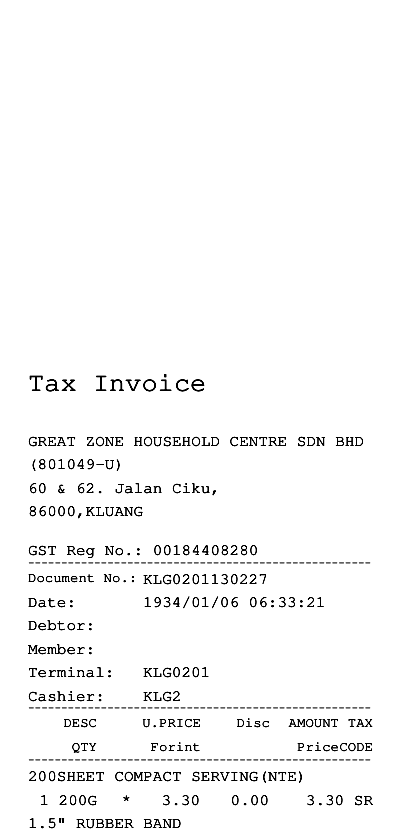 Tax Invoice
GREAT ZONE HOUSEHOLD CENTRE SDN BHD
(801049-U)
60 & 62. Jalan Ciku,
86000,KLUANG
GST Reg No.: 00184408280
Document No.: KLG0201130227
Date: 1934/01/06 06:33:21
Debtor:
Member:
Terminal: KLG0201
Cashier: KLG2
DESC U.PRICE Disc AMOUNT TAX
QTY Forint PriceCODE
200SHEET COMPACT SERVING(NTE)
1 200G * 3.30 0.00 3.30 SR
1.5" RUBBER BAND